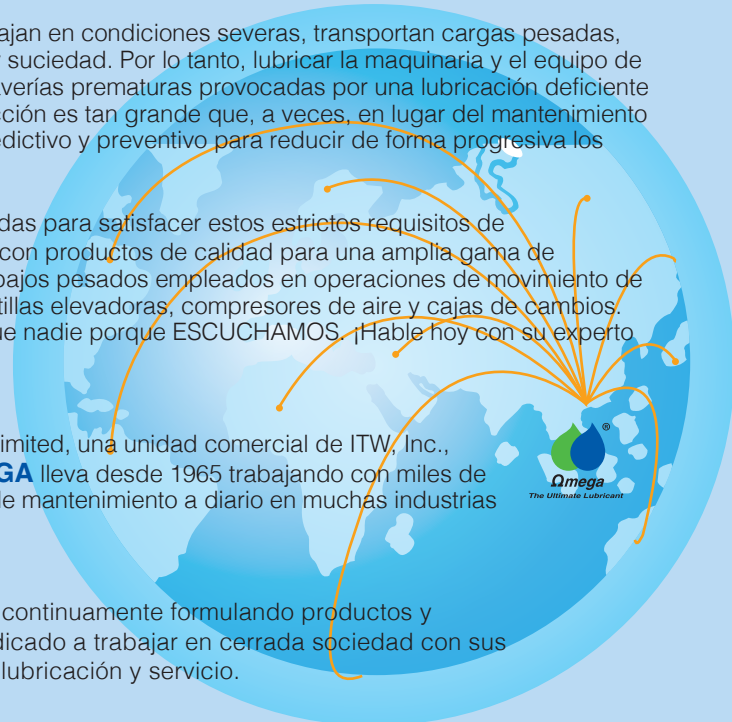 ajan en condiciones severas, transportan cargas pesadas,
suciedad. Por lo tanto, lubricar la maquinaria y el equipo de
averías prematuras provocadas por una lubricación deficiente
cción es tan grande que, a veces, en lugar del mantenimiento
edictivo y preventivo para reducir de forma progresiva los
das para satisfacer estos estrictos requisitos de
con productos de calidad para una amplia gama de
bajos pesados empleados en operaciones de movimiento de
tillas elevadoras, compresores de aire y cajas de cambios.
ue nadie porque ESCUCHAMOS. ¡Hable hoy con su experto
imited, una unidad comercial de ITW, Inc.,
GA lleva desde 1965 trabajando con miles de
de mantenimiento a diario en muchas industrias
®
Ωmega
The Ultimate Lubricant
continuamente formulando productos y
dicado a trabajar en cerrada sociedad con sus
lubricación y servicio.